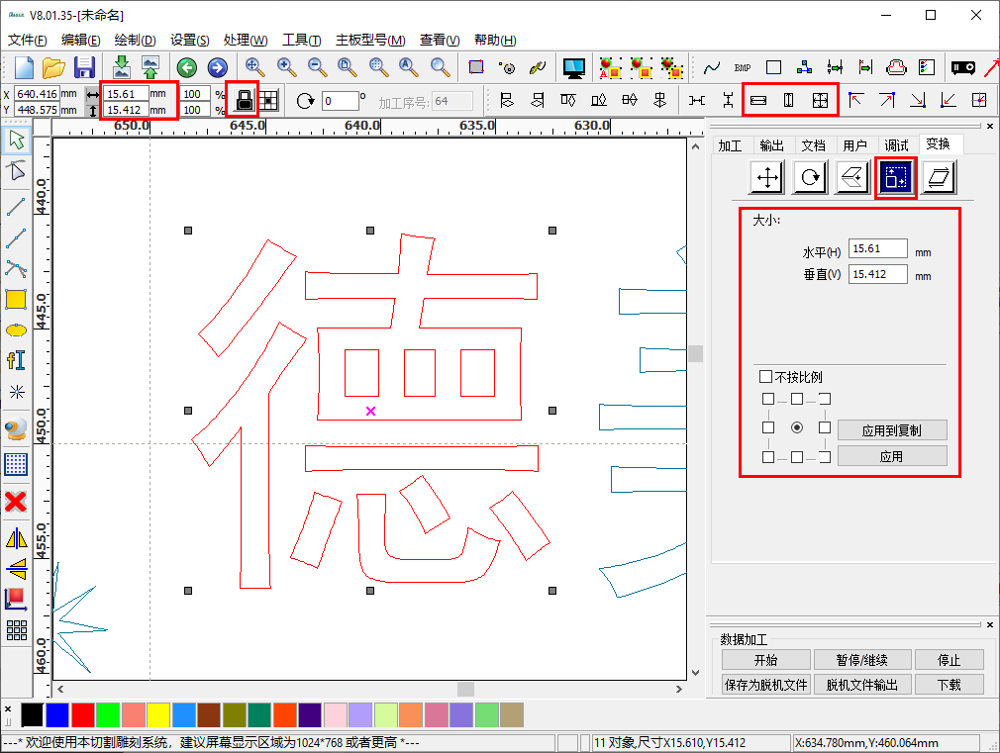 V8.01.35-[未命名]
文件(F) 编辑(E) 绘制(D) 设置(S) 处理(W) 工具(T) 主板型号(M) 查看(V) 帮助(H)
BMP
X 640.416 mm 15.61 mm 100 %
Y 448.575 mm 15.412 mm 100 %
0 ° 加工序号: 64
650.0 645.0 640.0 635.0 630.0
440.0
445.0
450.0
455.0
460.0
德
加工 输出 文档 用户 调试 变换
大小:
水平(H) 15.61 mm
垂直(V) 15.412 mm
不按比例
应用到复制
应用
数据加工
开始 暂停/继续 停止
保存为脱机文件 脱机文件输出 下载
---* 欢迎使用本切割雕刻系统，建议屏幕显示区域为1024*768 或者更高 *---
11 对象,尺寸X15.610,Y15.412
X:634.780mm,Y:460.064mm